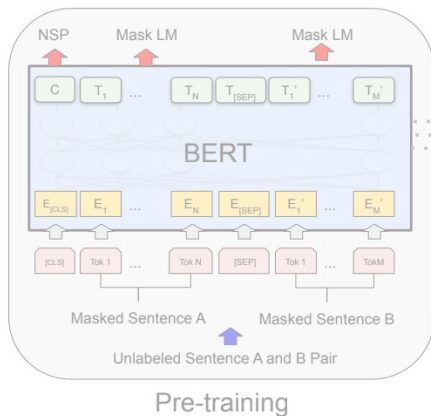 NSP Mask LM Mask LM
C T1 ... TN T[SEP] T1' ... TM'
BERT
E[CLS] E1 ... EN E[SEP] E1' ... EM'
[CLS] Tok 1 ... Tok N [SEP] Tok 1 ... TokM
Masked Sentence A Masked Sentence B
Unlabeled Sentence A and B Pair
Pre-training